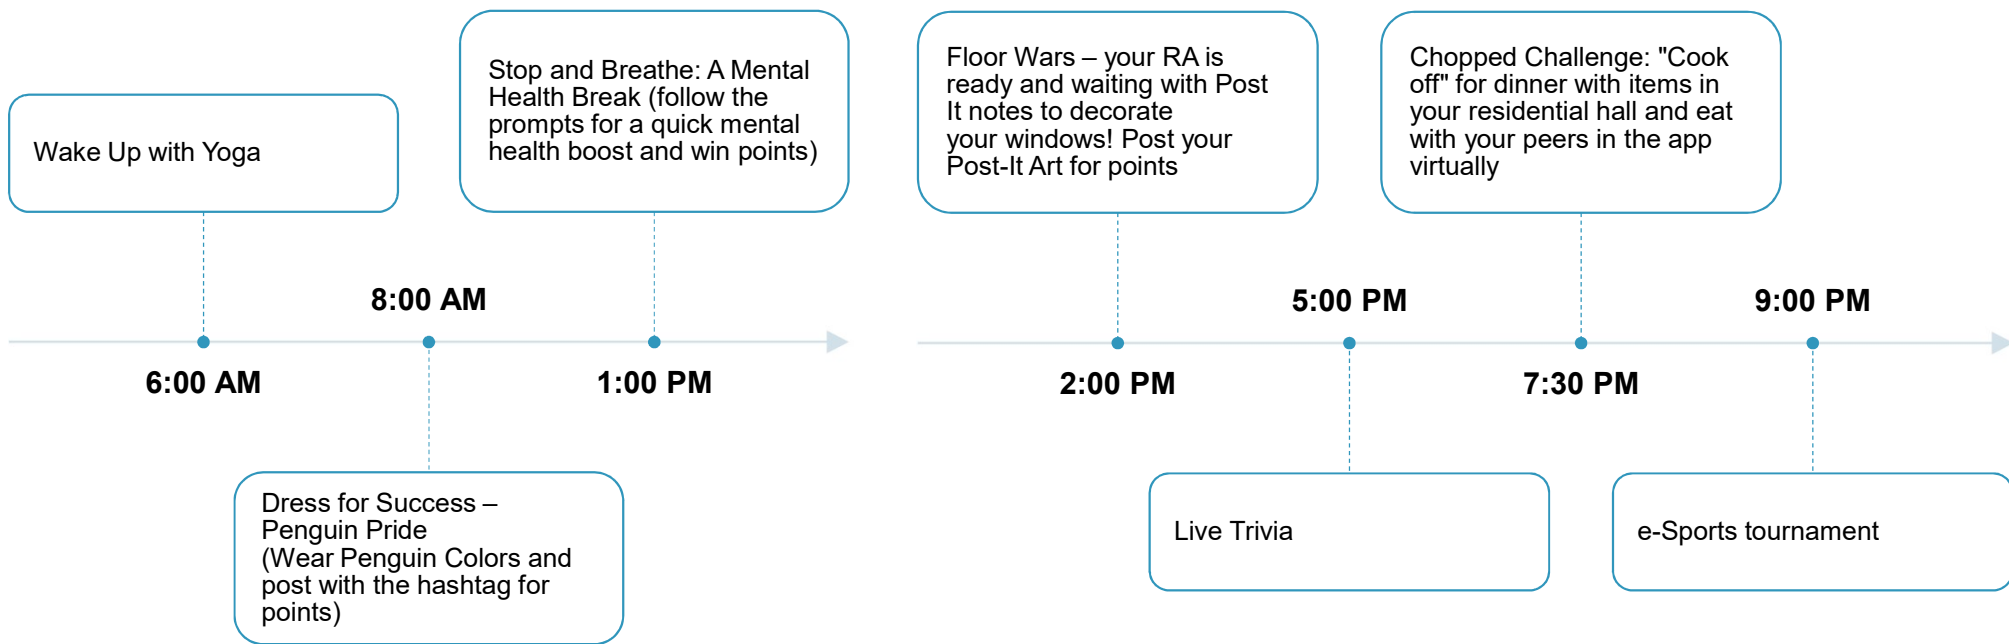 Wake Up with Yoga
6:00 AM
8:00 AM
Dress for Success –
Penguin Pride
(Wear Penguin Colors and
post with the hashtag for
points)
Stop and Breathe: A Mental
Health Break (follow the
prompts for a quick mental
health boost and win points)
1:00 PM
Floor Wars – your RA is
ready and waiting with Post
It notes to decorate
your windows! Post your
Post-It Art for points
2:00 PM
5:00 PM
Live Trivia
Chopped Challenge: "Cook
off" for dinner with items in
your residential hall and eat
with your peers in the app
virtually
7:30 PM
9:00 PM
e-Sports tournament